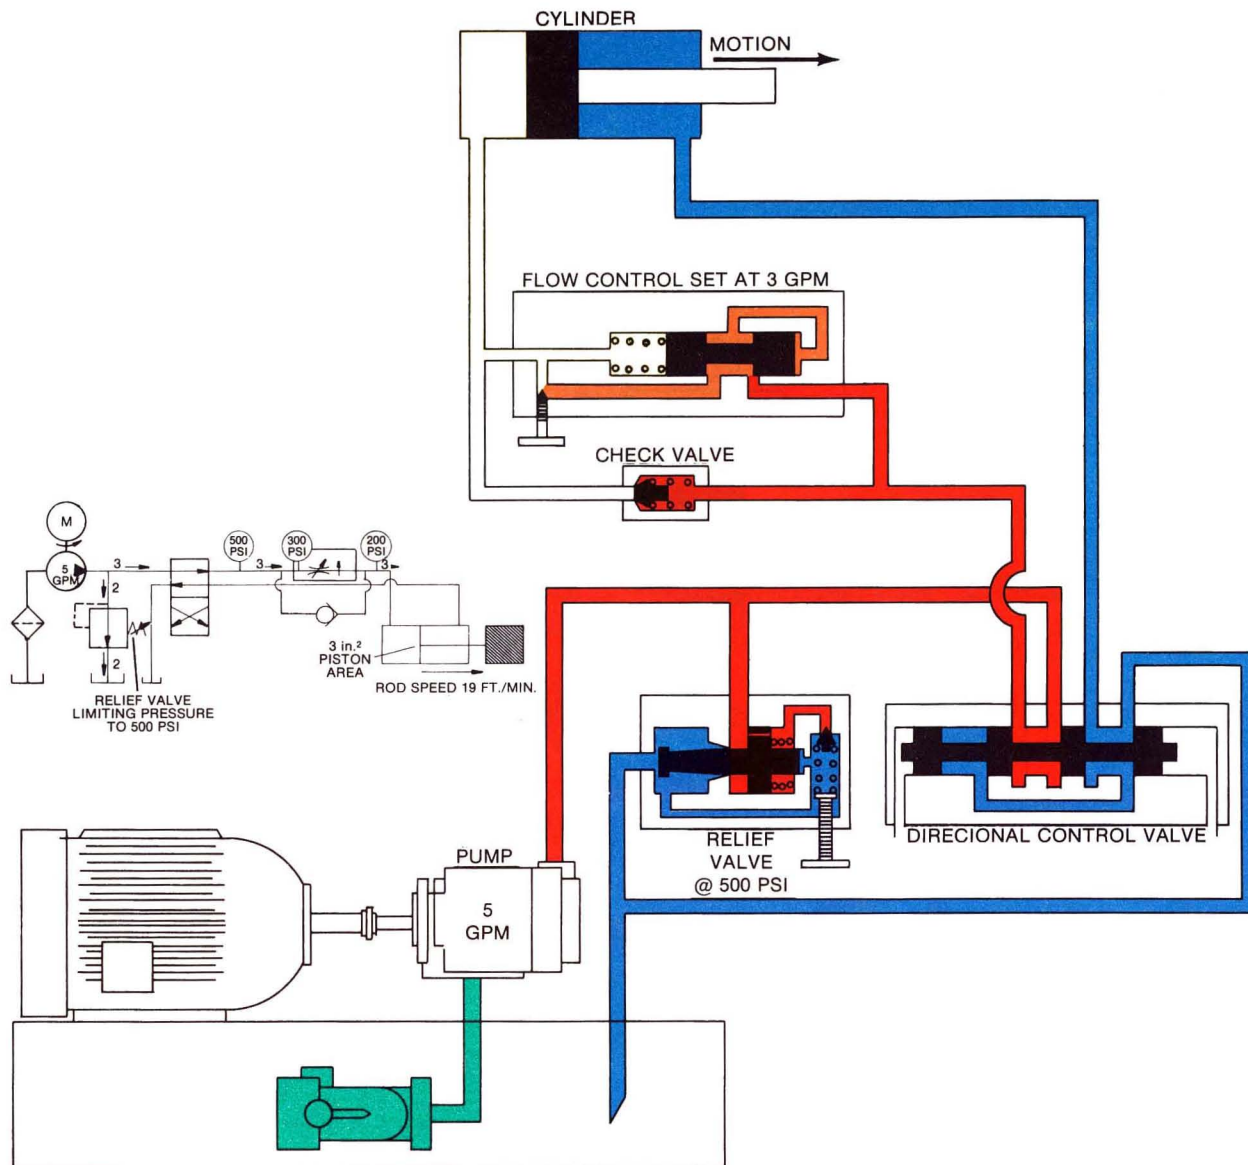 CYLINDER
MOTION
FLOW CONTROL SET AT 3 GPM
CHECK VALVE
M
5
GPM
3
2
2
500
PSI
3
300
PSI
200
PSI
3
3 in.²
PISTON
AREA
ROD SPEED 19 FT./MIN.
RELIEF VALVE
LIMITING PRESSURE
TO 500 PSI
RELIEF
VALVE
@ 500 PSI
DIRECIONAL CONTROL VALVE
PUMP
5
GPM